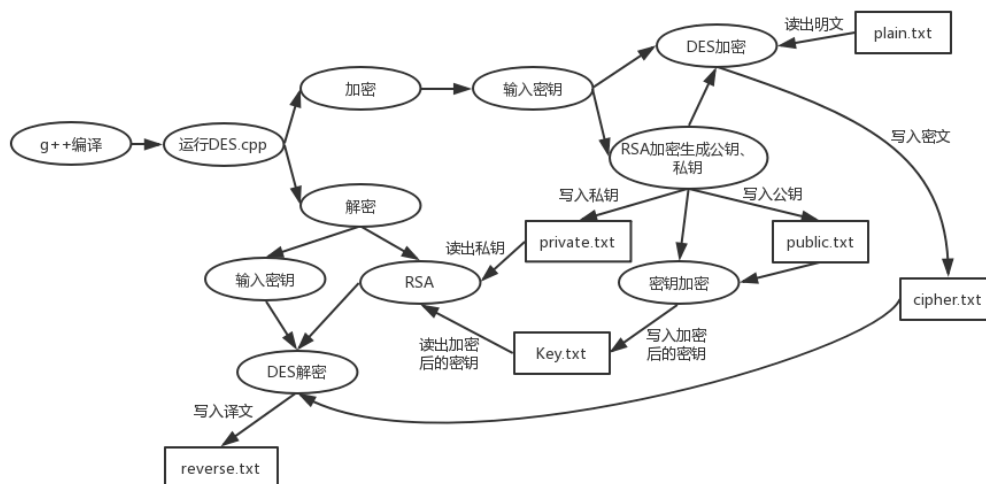 读出明文
plain.txt
DES加密
加密
输入密钥
写入密文
g++编译
运行DES.cpp
RSA加密生成公钥、
私钥
解密
写入私钥
写入公钥
private.txt
public.txt
读出私钥
输入密钥
RSA
密钥加密
cipher.txt
读出加密
后的密钥
Key.txt
写入加密
后的密钥
DES解密
写入译文
reverse.txt